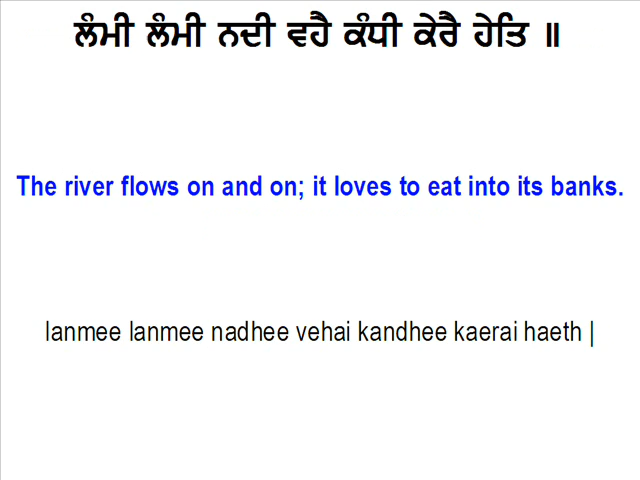 ਲੰਮੀ ਲੰਮੀ ਨਦੀ ਵਹੈ ਕੰਧੀ ਕੇਰੈ ਹੇਤਿ ॥
The river flows on and on; it loves to eat into its banks.
lanmee lanmee nadhee vehai kandhee kaerai haeth |